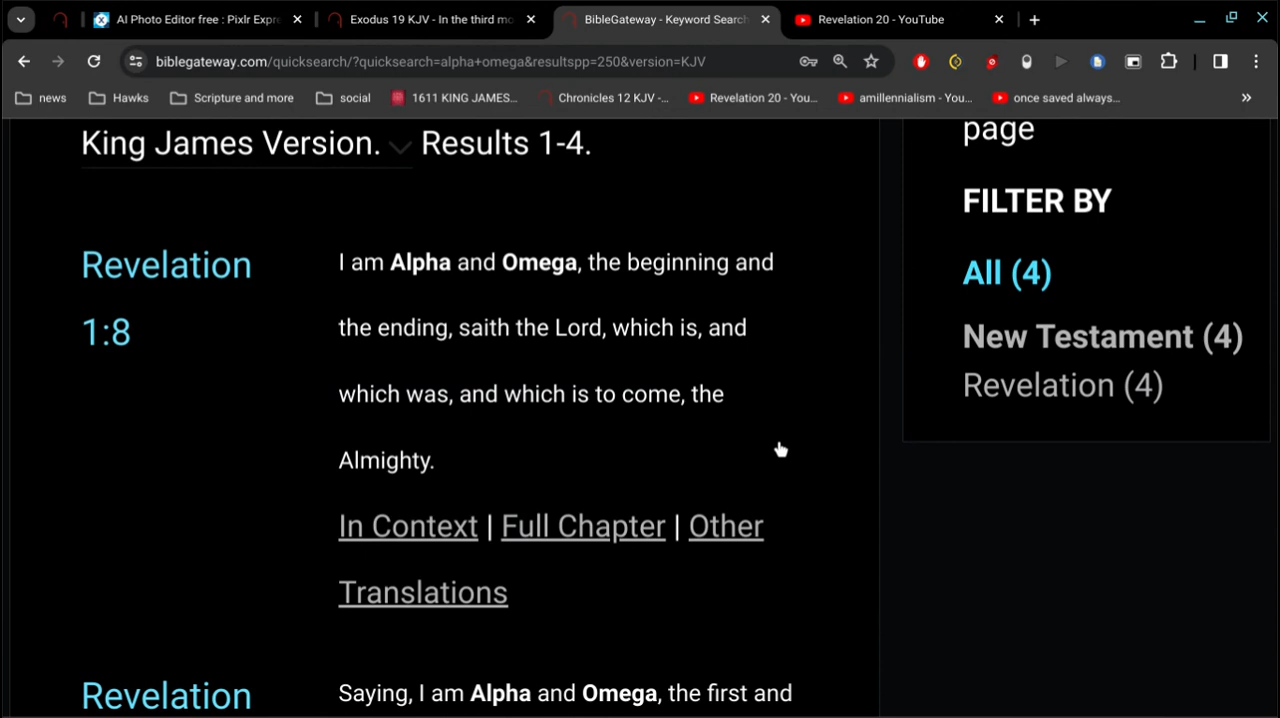 AI Photo Editor free : Pixlr Expre
Exodus 19 KJV - In the third mo
BibleGateway - Keyword Search
Revelation 20 - YouTube
biblegateway.com/quicksearch/?quicksearch=alpha+omega&resultspp=250&version=KJV
news
Hawks
Scripture and more
social
1611 KING JAMES...
Chronicles 12 KJV -...
Revelation 20 - You...
amillennialism - You...
once saved always...
King James Version. Results 1-4.
Revelation
1:8
I am Alpha and Omega, the beginning and
the ending, saith the Lord, which is, and
which was, and which is to come, the
Almighty.
In Context | Full Chapter | Other
Translations
Revelation
Saying, I am Alpha and Omega, the first and
page
FILTER BY
All (4)
New Testament (4)
Revelation (4)